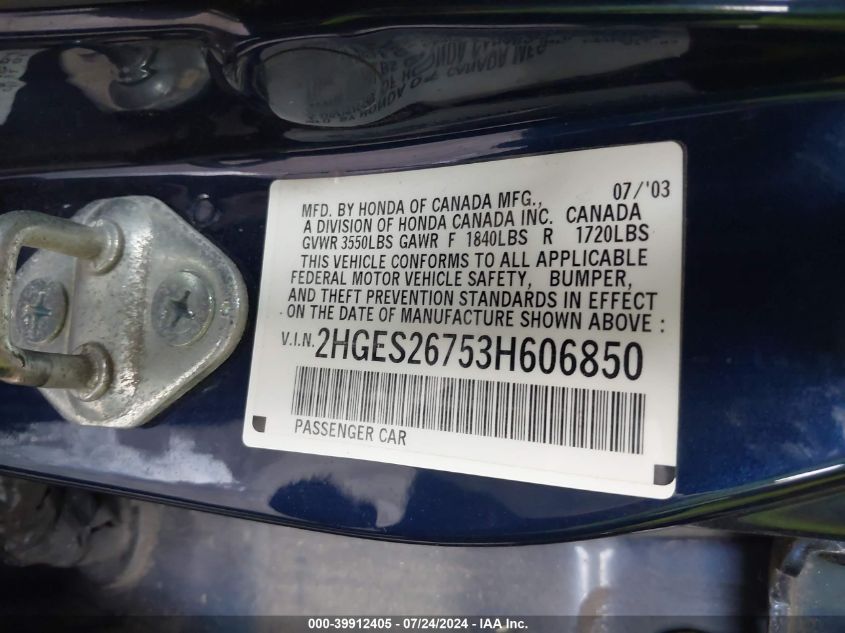 MFD. BY HONDA OF CANADA MFG., 07/'03
A DIVISION OF HONDA CANADA INC. CANADA
GVWR 3550LBS GAWR F 1840LBS R 1720LBS
THIS VEHICLE CONFORMS TO ALL APPLICABLE
FEDERAL MOTOR VEHICLE SAFETY, BUMPER,
AND THEFT PREVENTION STANDARDS IN EFFECT
ON THE DATE OF MANUFACTURE SHOWN ABOVE :
V.I.N. 2HGES26753H606850
PASSENGER CAR
000-39912405 / 07/24/2024 - IAA Inc.